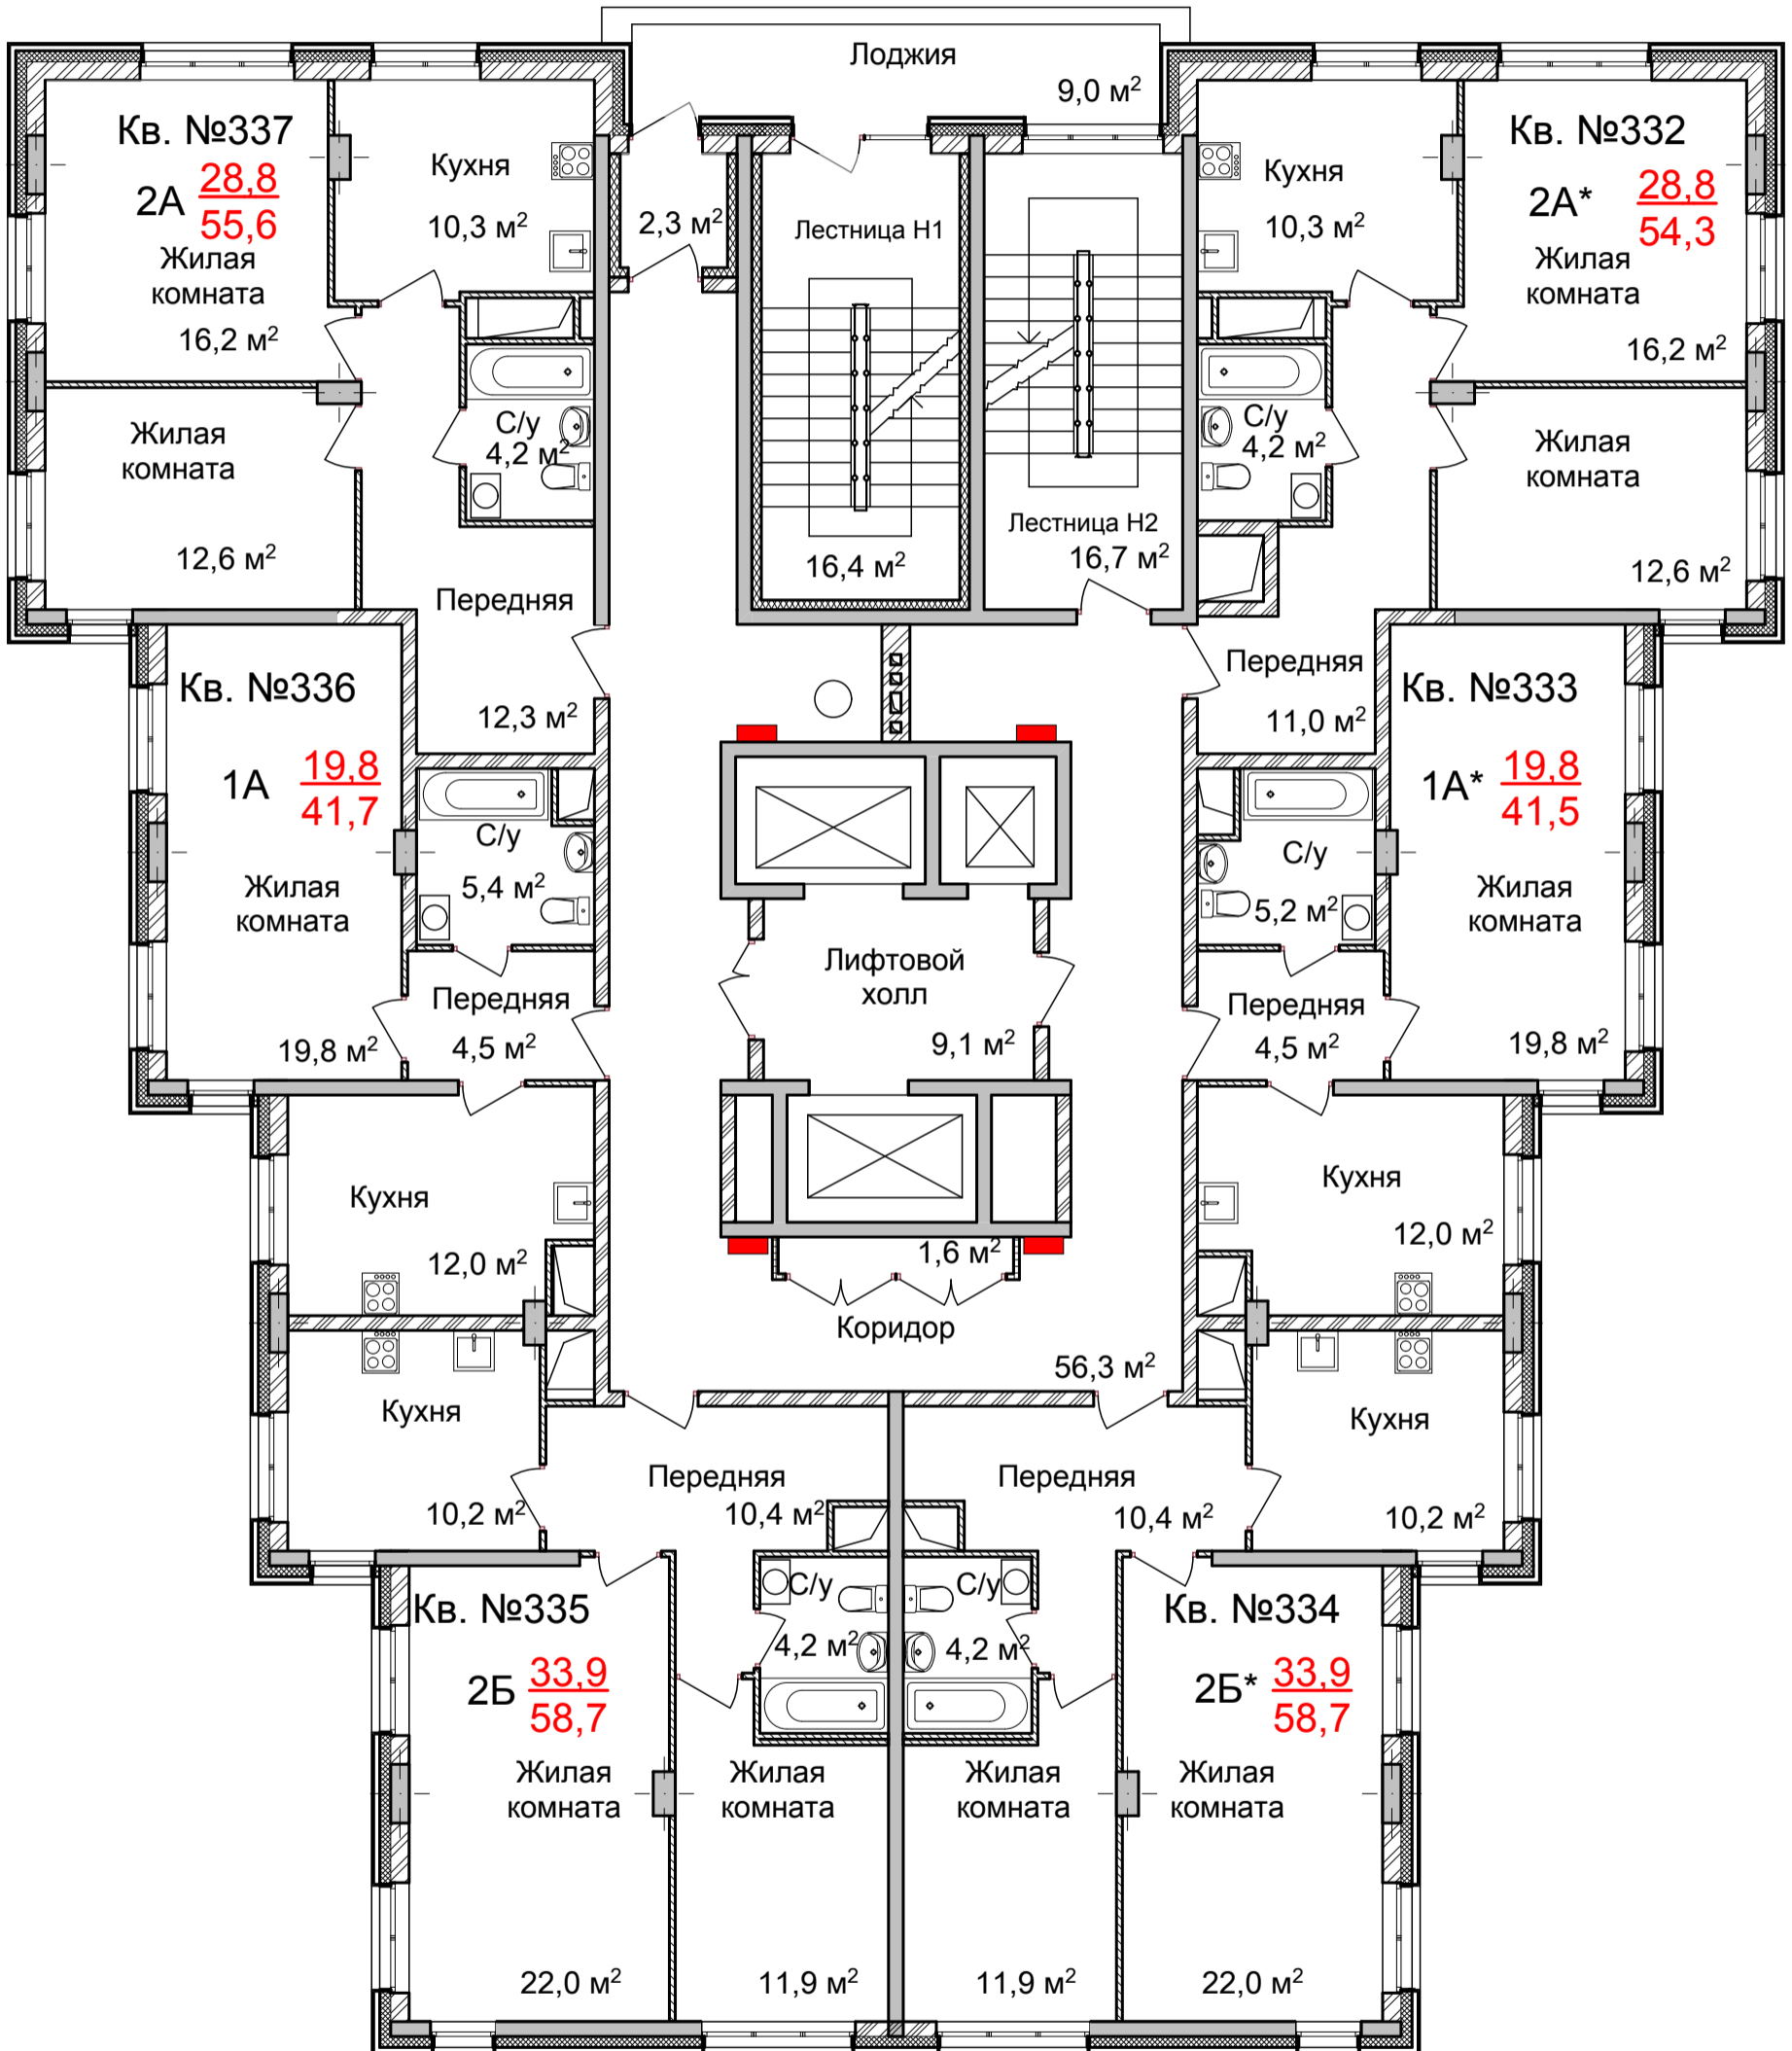 Лоджия
9,0 м²
Кв. №337
2А
28,8
55,6
Жилая
комната
16,2 м²
Кухня
10,3 м²
2,3 м²
Лестница Н1
16,4 м²
Лестница Н2
16,7 м²
Кухня
10,3 м²
Кв. №332
2А*
28,8
54,3
Жилая
комната
16,2 м²
Жилая
комната
12,6 м²
С/у
4,2 м²
Передняя
12,3 м²
С/у
4,2 м²
Жилая
комната
12,6 м²
Передняя
11,0 м²
Кв. №336
1А
19,8
41,7
Жилая
комната
19,8 м²
С/у
5,4 м²
Передняя
4,5 м²
Лифтовой
холл
9,1 м²
Кв. №333
1А*
19,8
41,5
С/у
5,2 м²
Жилая
комната
19,8 м²
Передняя
4,5 м²
Кухня
12,0 м²
1,6 м²
Коридор
56,3 м²
Кухня
12,0 м²
Кухня
10,2 м²
Передняя
10,4 м²
Передняя
10,4 м²
Кухня
10,2 м²
Кв. №335
2Б
33,9
58,7
Жилая
комната
22,0 м²
С/у
4,2 м²
Жилая
комната
11,9 м²
С/у
4,2 м²
Жилая
комната
11,9 м²
Кв. №334
2Б*
33,9
58,7
Жилая
комната
22,0 м²